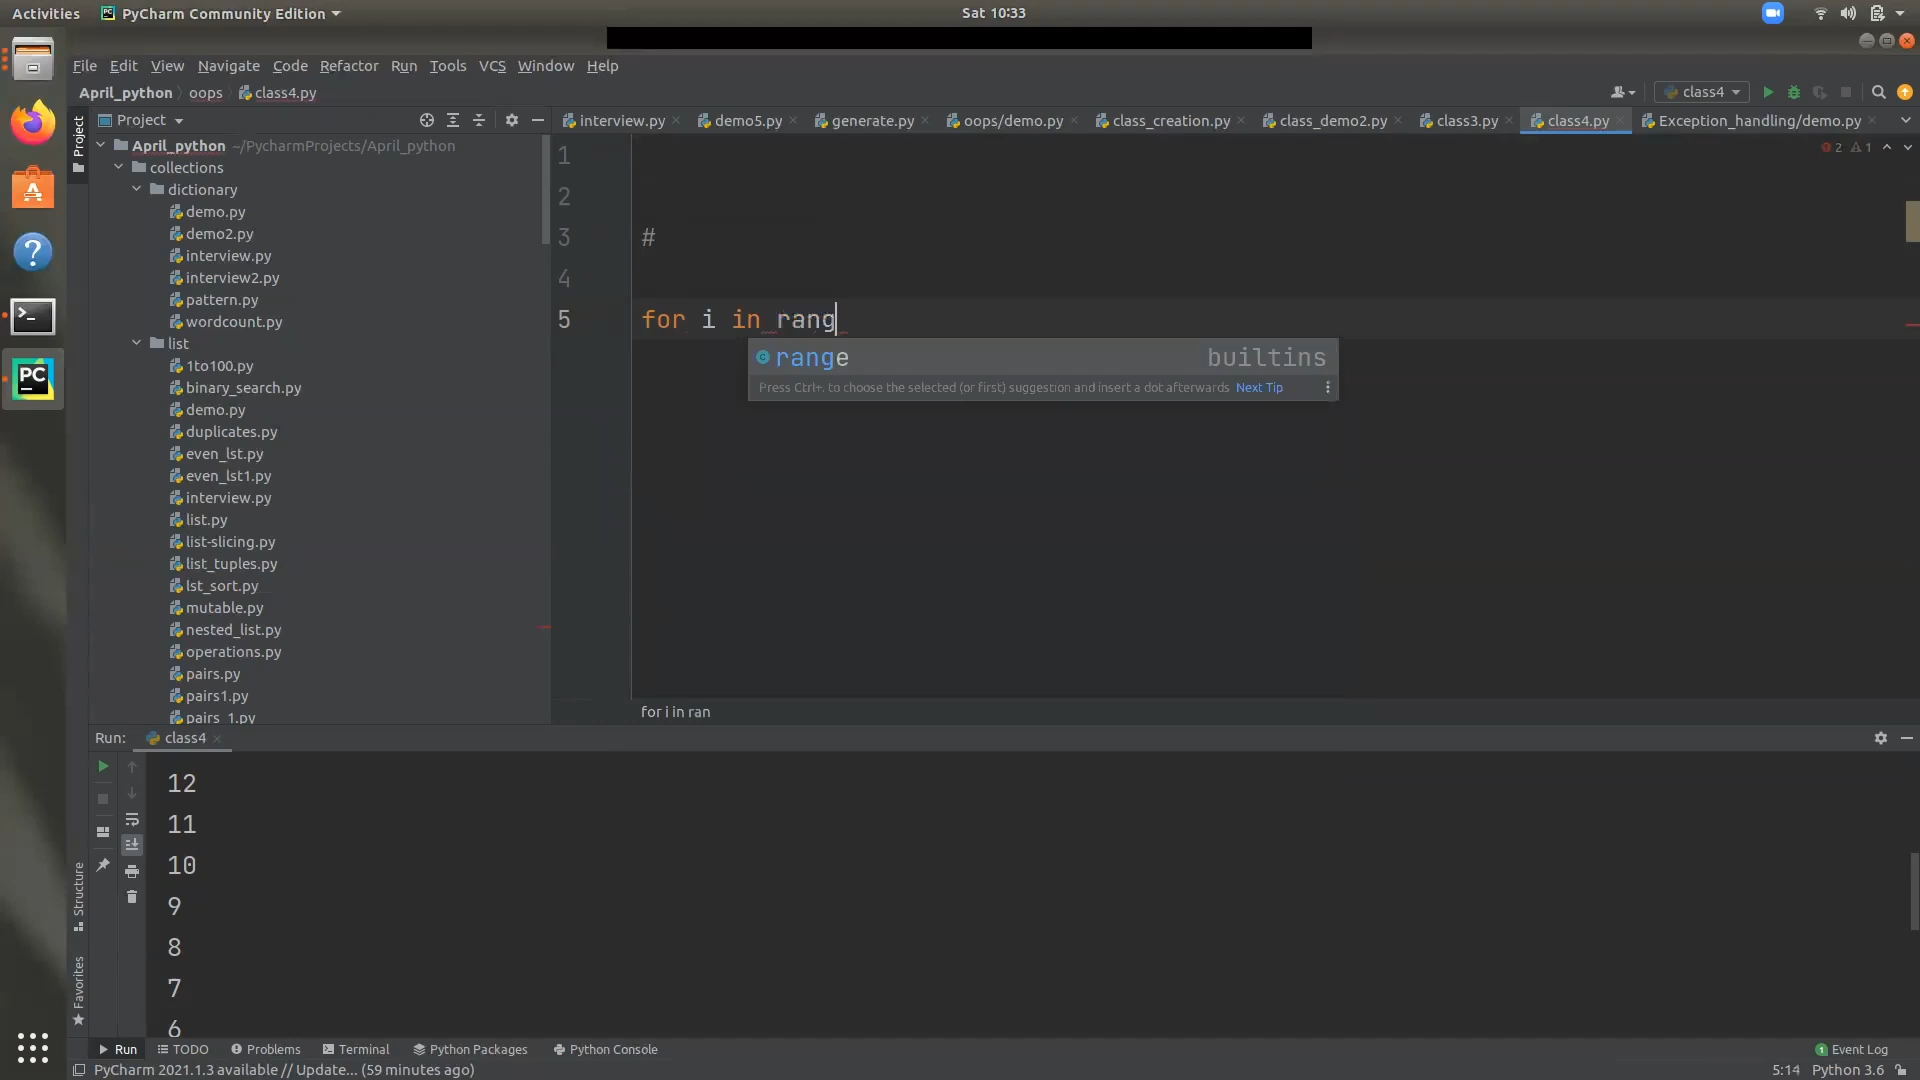 Activities PyCharm Community Edition Sat 10:33
File Edit View Navigate Code Refactor Run Tools VCS Window Help
April_python oops class4.py class4
Project interview.py demo5.py generate.py oops/demo.py class_creation.py class_demo2.py class3.py class4.py Exception_handling/demo.py
Project
April_python ~/PycharmProjects/April_python
collections
dictionary
demo.py
demo2.py
interview.py
interview2.py
pattern.py
wordcount.py
list
1to100.py
binary_search.py
demo.py
duplicates.py
even_lst.py
even_lst1.py
interview.py
list.py
list-slicing.py
list_tuples.py
lst_sort.py
mutable.py
nested_list.py
operations.py
pairs.py
pairs1.py
pairs_1.py
2 1
1
2
3 #
4
5 for i in rang
range builtins
Press Ctrl+. to choose the selected (or first) suggestion and insert a dot afterwards Next Tip
for i in ran
Run: class4
12
11
10
9
8
7
6
Structure
Favorites
Run TODO Problems Terminal Python Packages Python Console 1 Event Log
PyCharm 2021.1.3 available // Update... (59 minutes ago) 5:14 Python 3.6